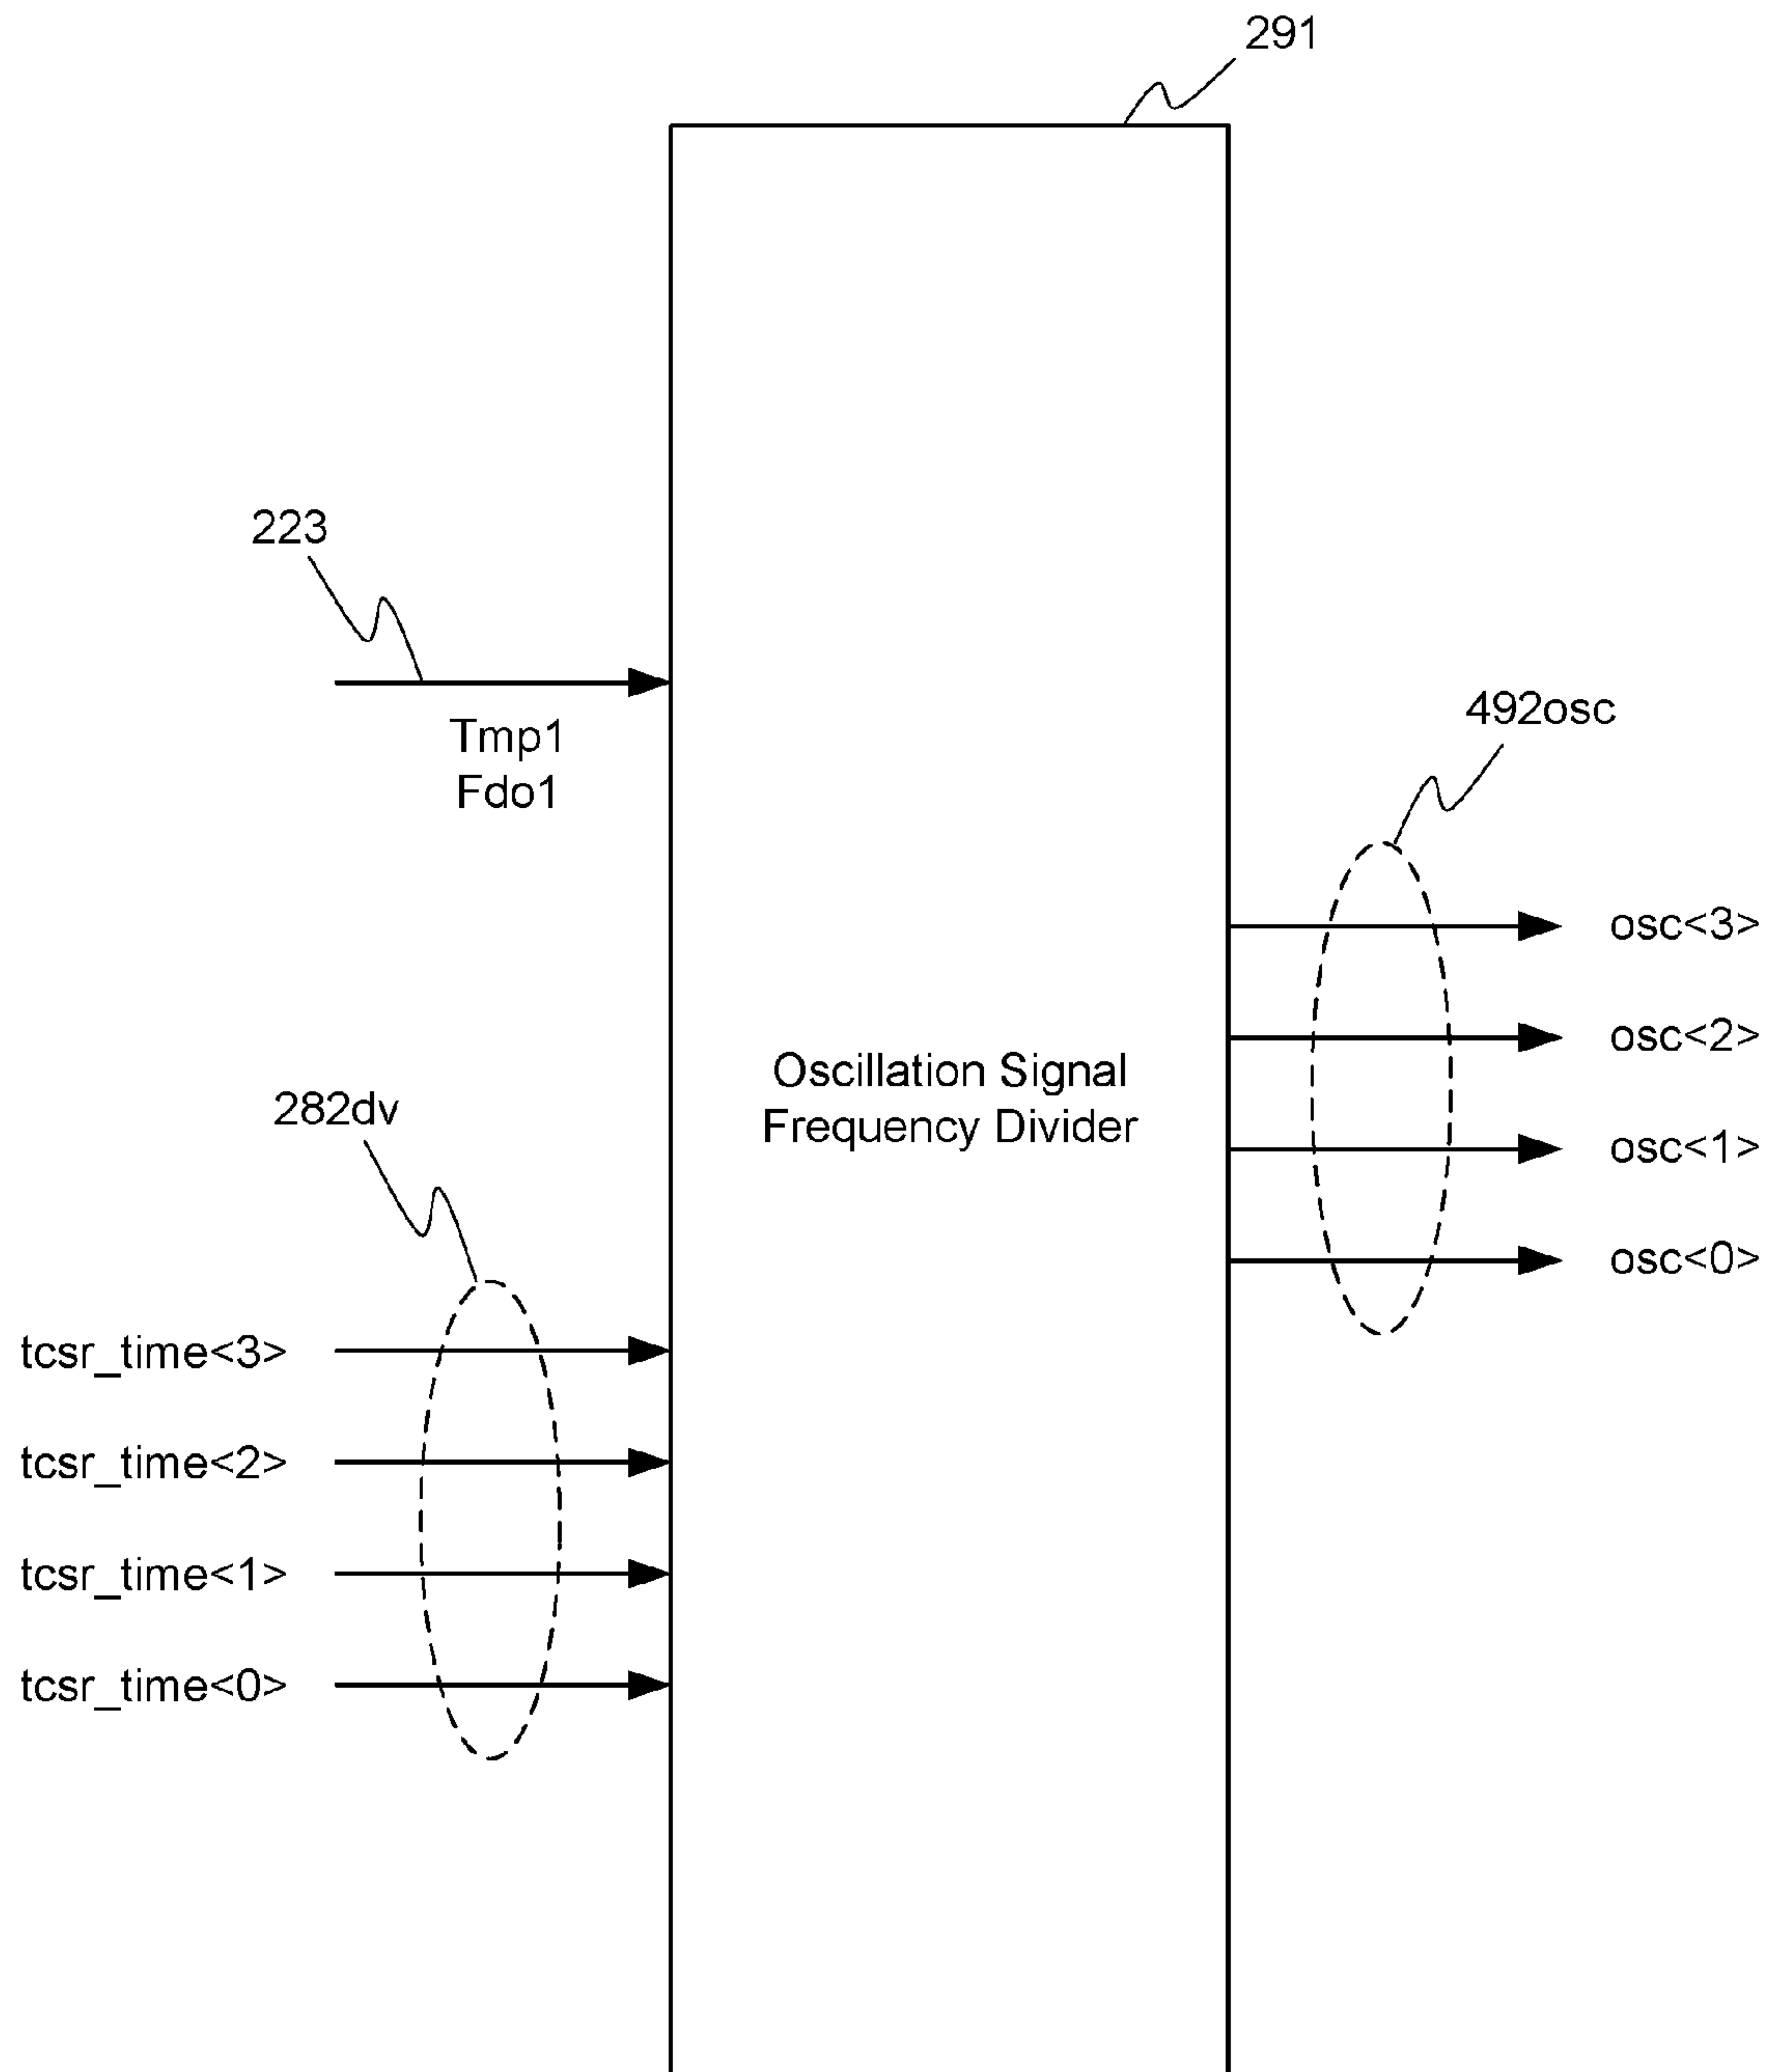 291
223
Tmp1
Fdo1
492osc
osc<3>
osc<2>
Oscillation Signal
Frequency Divider
282dv
osc<1>
osc<0>
tcsr_time<3>
tcsr_time<2>
tcsr_time<1>
tcsr_time<0>